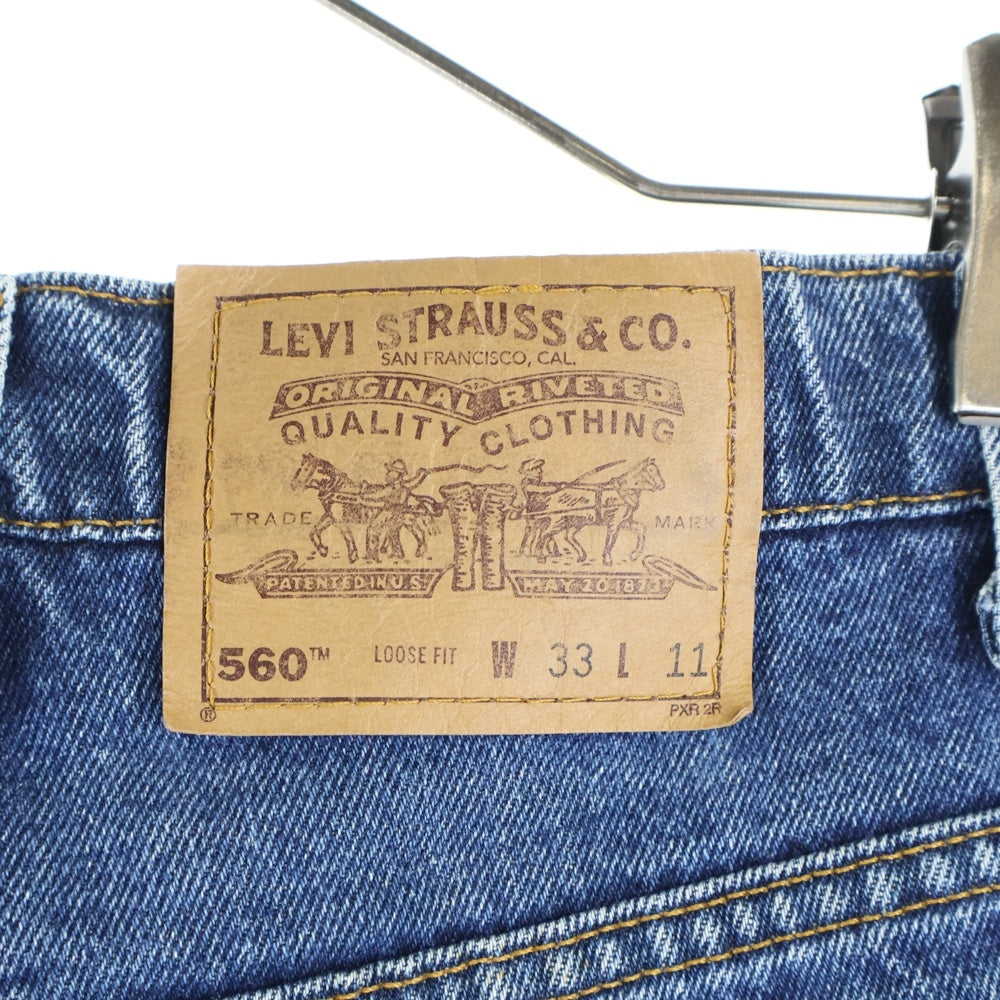 LEVI STRAUSS & CO.
SAN FRANCISCO, CAL.
ORIGINAL RIVETED
QUALITY CLOTHING
TRADE MARK
PATENTED IN U.S. MAY 20 1873
560™ LOOSE FIT W 33 L 11
® PXR 2R